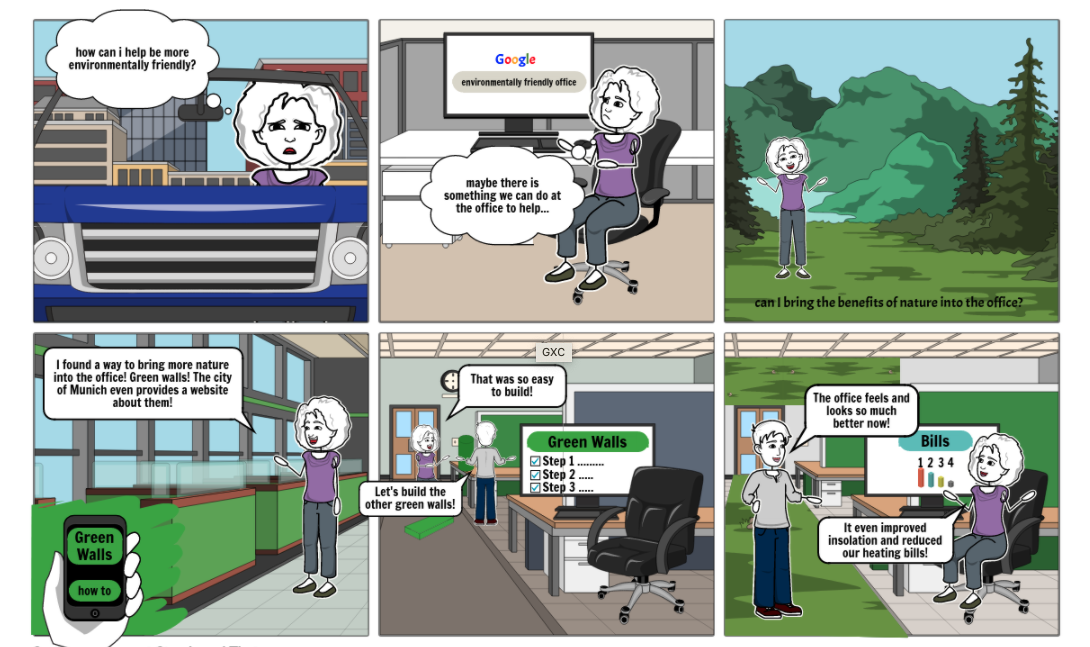 how can i help be more
environmentally friendly?
Google
environmentally friendly office
maybe there is
something we can do at
the office to help...
can I bring the benefits of nature into the office?
I found a way to bring more nature
into the office! Green walls! The city
of Munich even provides a website
about them!
Green
Walls
how to
GXC
That was so easy
to build!
Green Walls
Step 1 .........
Step 2 .....
Step 3 .....
Let's build the
other green walls!
The office feels and
looks so much
better now!
Bills
1 2 3 4
It even improved
insolation and reduced
our heating bills!